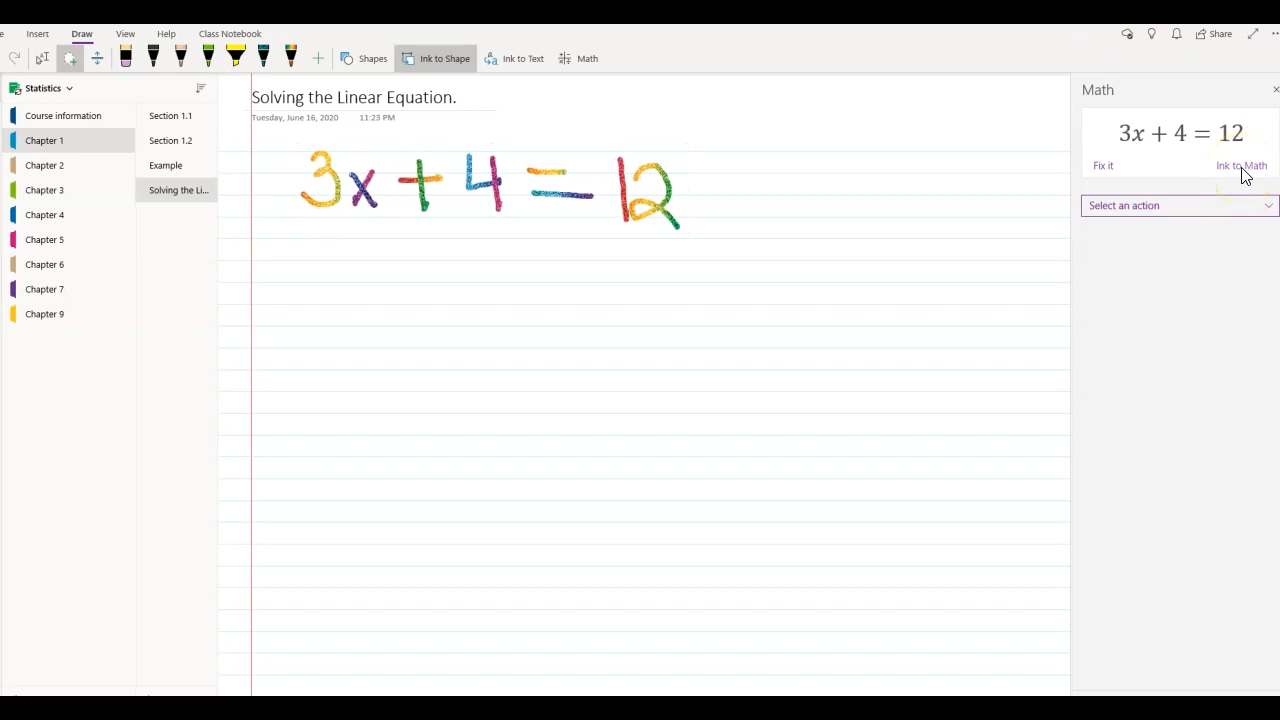 Insert Draw View Help Class Notebook Share
Shapes Ink to Shape Ink to Text Math
Statistics
Course information
Chapter 1
Chapter 2
Chapter 3
Chapter 4
Chapter 5
Chapter 6
Chapter 7
Chapter 9
Section 1.1
Section 1.2
Example
Solving the Li...
Solving the Linear Equation.
Tuesday, June 16, 2020 11:23 PM
3x + 4 = 12
Math
3x + 4 = 12
Fix it Ink to Math
Select an action